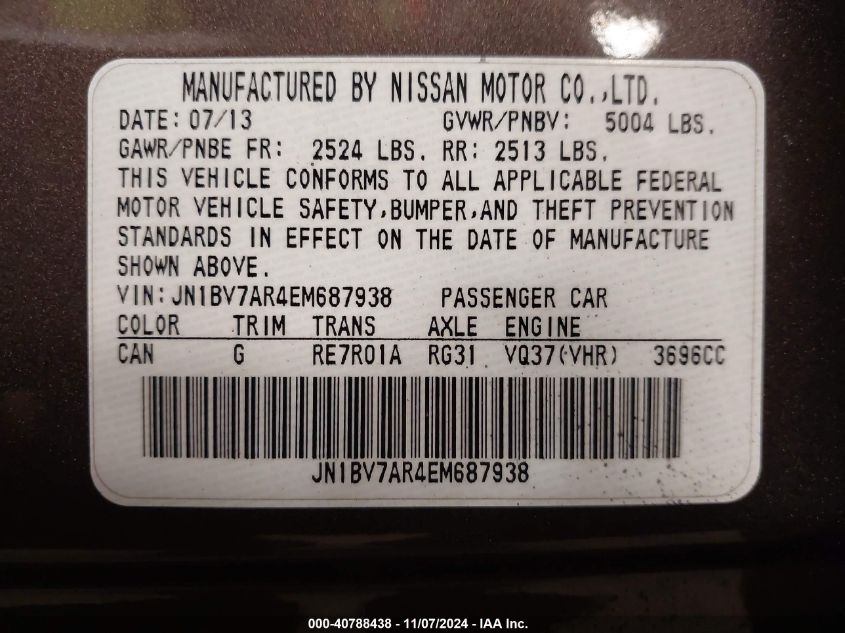 MANUFACTURED BY NISSAN MOTOR CO.,LTD.
DATE: 07/13 GVWR/PNBV: 5004 LBS.
GAWR/PNBE FR: 2524 LBS. RR: 2513 LBS.
THIS VEHICLE CONFORMS TO ALL APPLICABLE FEDERAL
MOTOR VEHICLE SAFETY,BUMPER,AND THEFT PREVENTION
STANDARDS IN EFFECT ON THE DATE OF MANUFACTURE
SHOWN ABOVE.
VIN:JN1BV7AR4EM687938 PASSENGER CAR
COLOR TRIM TRANS AXLE ENGINE
CAN G RE7R01A RG31 VQ37(VHR) 3696CC
JN1BV7AR4EM687938
000-40788438 - 11/07/2024 - IAA Inc.